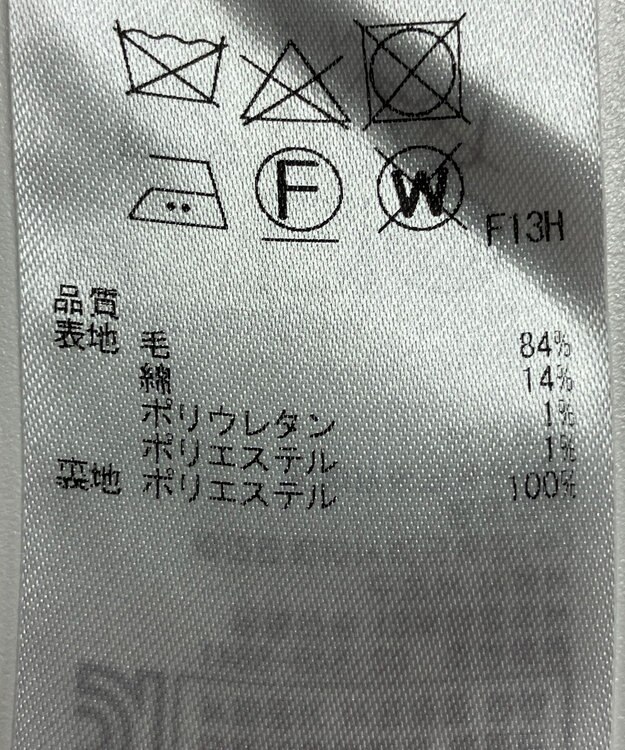 F W F13H
品質
表地 毛 84%
綿 14%
ポリウレタン 1%
ポリエステル 1%
裏地 ポリエステル 100%